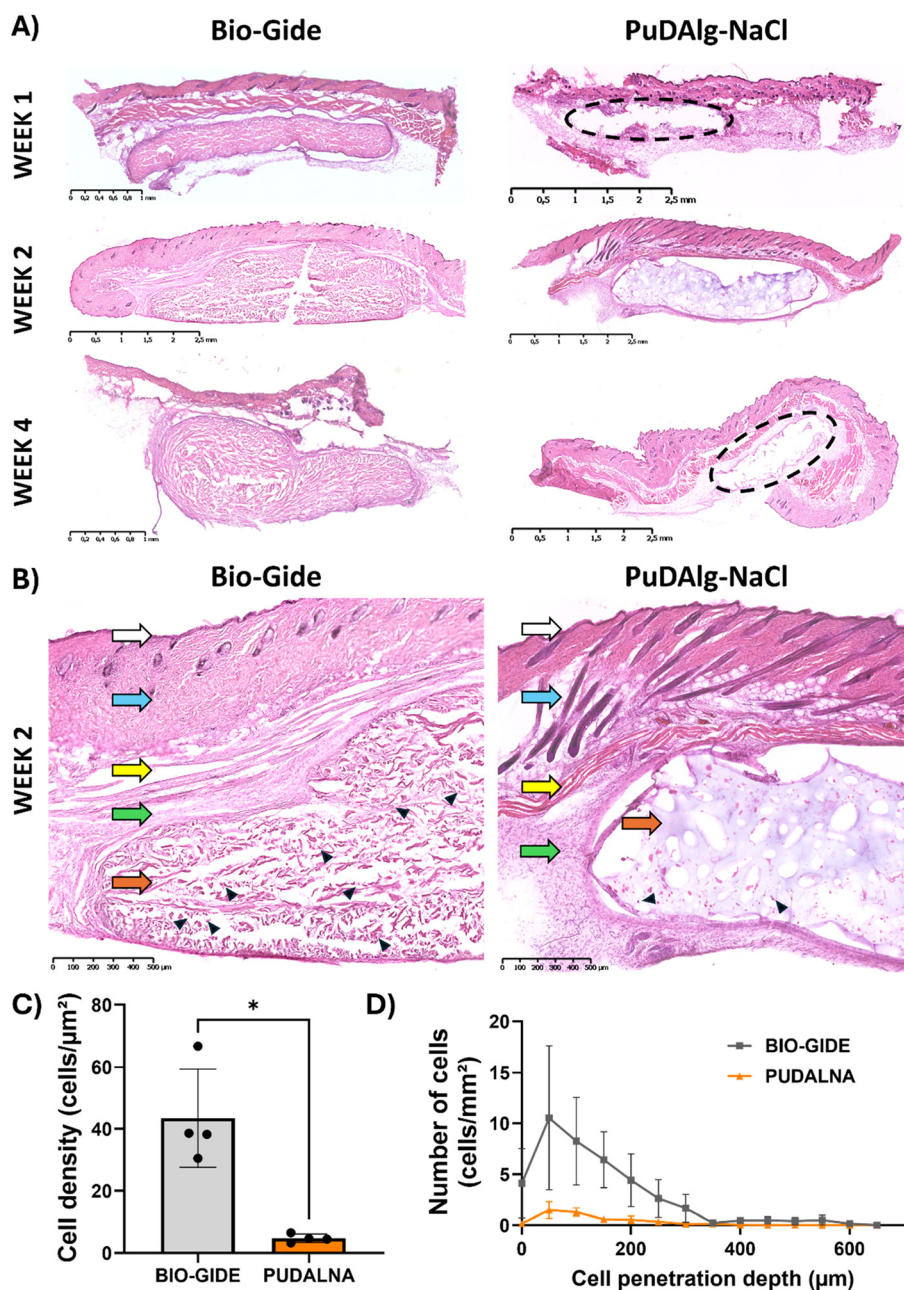 A)
Bio-Gide
PuDAlg-NaCl
WEEK 1
0 0,2 0,4 0,6 0,8 1 mm
0 0,5 1 1,5 2 2,5 mm
WEEK 2
0 0,5 1 1,5 2 2,5 mm
0 0,5 1 1,5 2 2,5 mm
WEEK 4
0 0,2 0,4 0,6 0,8 1 mm
0 0,5 1 1,5 2 2,5 mm
B)
Bio-Gide
PuDAlg-NaCl
WEEK 2
0 100 200 300 400 500 µm
0 100 200 300 400 500 µm
C)
Cell density (cells/µm²)
80
60
40
20
0
*
BIO-GIDE
PUDALNA
D)
Number of cells
(cells/mm²)
20
15
10
5
0
BIO-GIDE
PUDALNA
0 200 400 600
Cell penetration depth (µm)